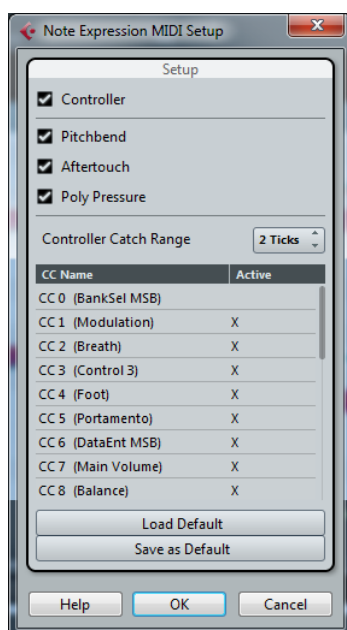 Note Expression MIDI Setup
Setup
Controller
Pitchbend
Aftertouch
Poly Pressure
Controller Catch Range 2 Ticks
CC Name Active
CC 0 (BankSel MSB)
CC 1 (Modulation) X
CC 2 (Breath) X
CC 3 (Control 3) X
CC 4 (Foot) X
CC 5 (Portamento) X
CC 6 (DataEnt MSB) X
CC 7 (Main Volume) X
CC 8 (Balance) X
Load Default
Save as Default
Help OK Cancel